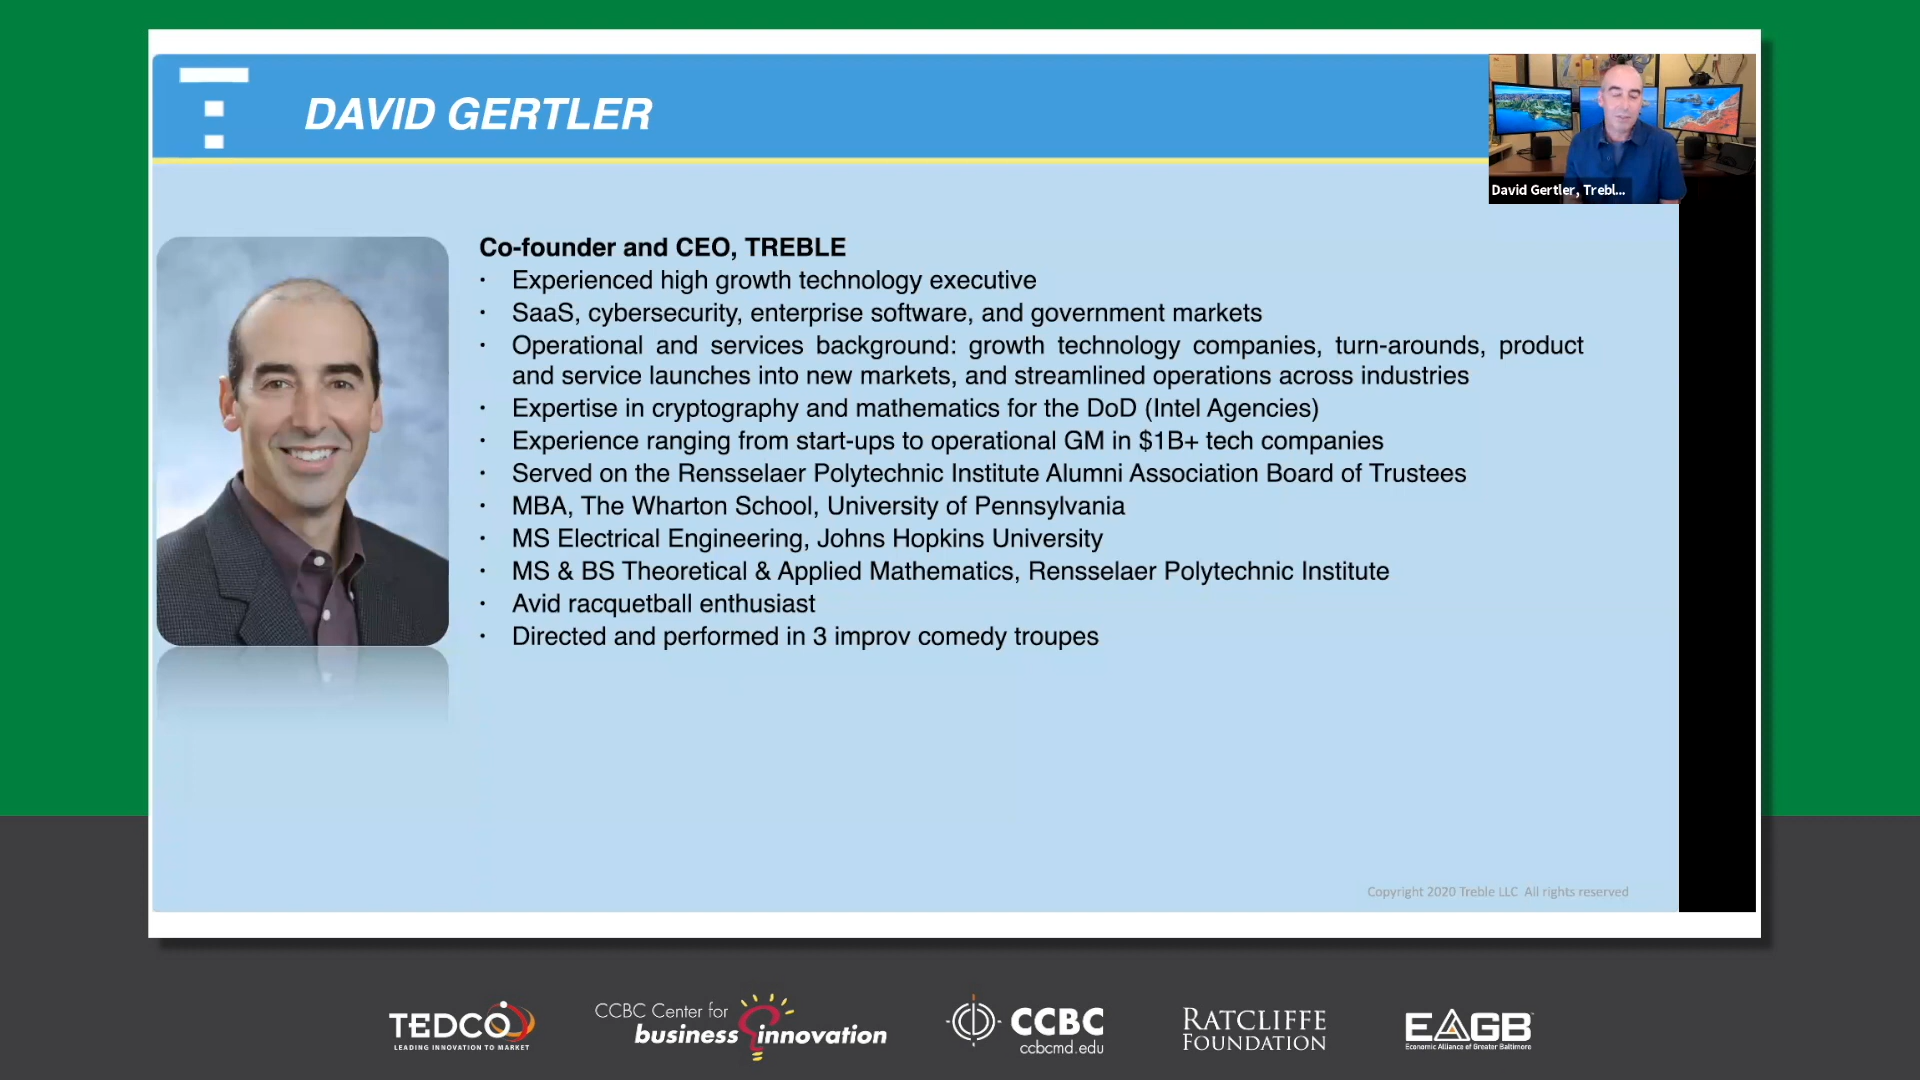 DAVID GERTLER
David Gertler, Trebl...
Co-founder and CEO, TREBLE
· Experienced high growth technology executive
· SaaS, cybersecurity, enterprise software, and government markets
· Operational and services background: growth technology companies, turn-arounds, product
and service launches into new markets, and streamlined operations across industries
· Expertise in cryptography and mathematics for the DoD (Intel Agencies)
· Experience ranging from start-ups to operational GM in $1B+ tech companies
· Served on the Rensselaer Polytechnic Institute Alumni Association Board of Trustees
· MBA, The Wharton School, University of Pennsylvania
· MS Electrical Engineering, Johns Hopkins University
· MS & BS Theoretical & Applied Mathematics, Rensselaer Polytechnic Institute
· Avid racquetball enthusiast
· Directed and performed in 3 improv comedy troupes
Copyright 2020 Treble LLC All rights reserved
TEDCO
LEADING INNOVATION TO MARKET
CCBC Center for
business innovation
CCBC
ccbcmd.edu
RATCLIFFE
FOUNDATION
EAGB
Economic Alliance of Greater Baltimore